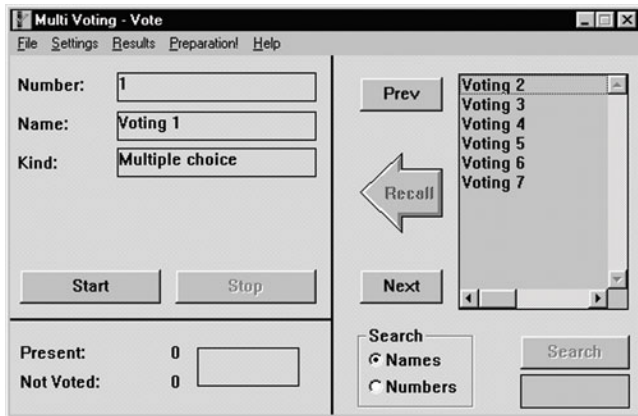 Multi Voting - Vote
File Settings Results Preparation! Help
Number: 1
Name: Voting 1
Kind: Multiple choice
Start Stop
Present: 0
Not Voted: 0
Prev
Recall
Next
Voting 2
Voting 3
Voting 4
Voting 5
Voting 6
Voting 7
Search
Names
Numbers
Search